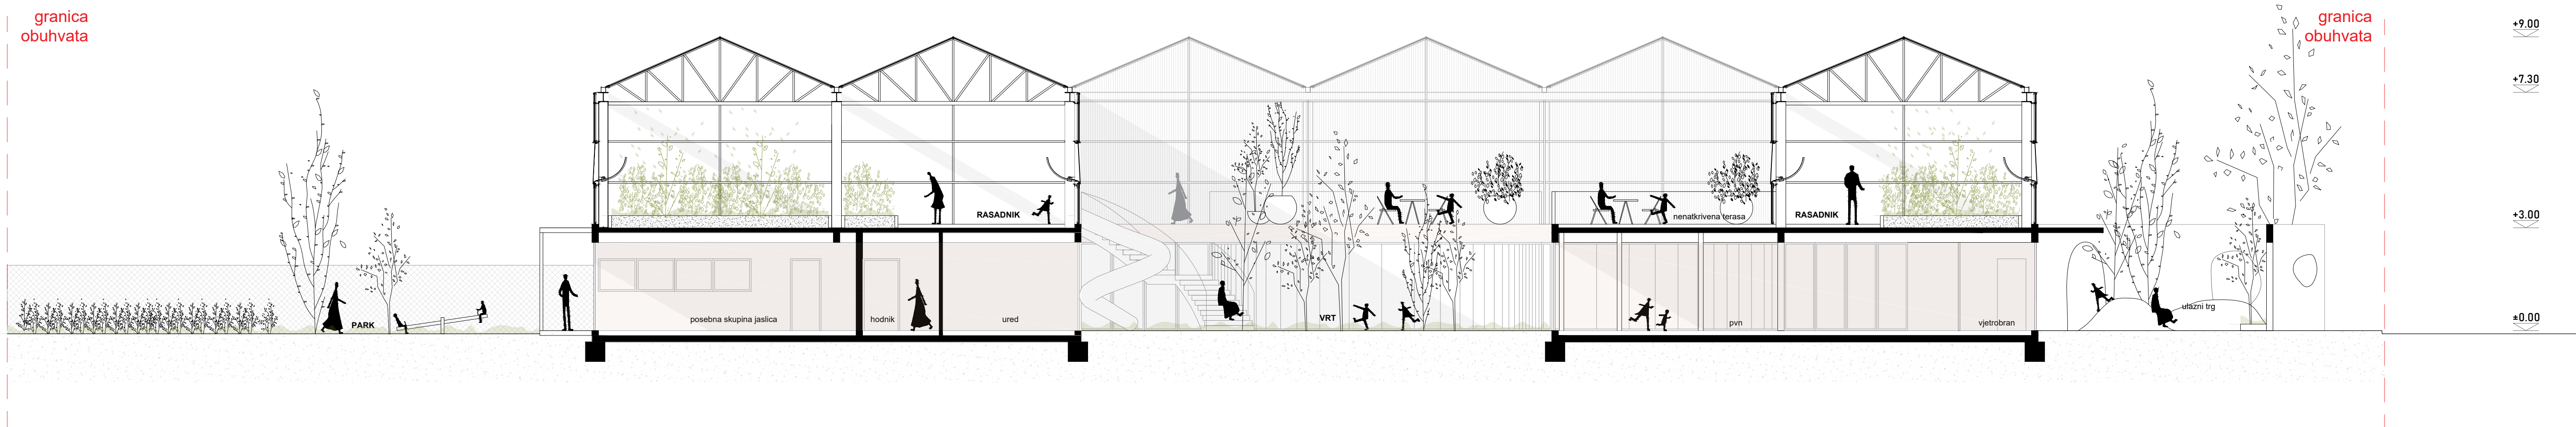 granica
obuhvata
granica
obuhvata
+9.00
+7.30
RASADNIK
nenatkrivena terasa
RASADNIK
+3.00
PARK
posebna skupina jaslica
hodnik
ured
VRT
pvn
vjetrobran
ulazni trg
±0.00